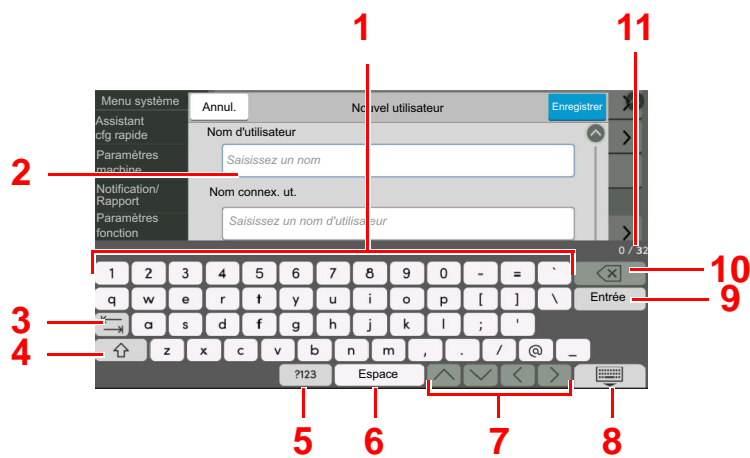 1
11
Menu système
Annul.
Nouvel utilisateur
Enregistrer
Assistant
cfg rapide
Nom d'utilisateur
Paramètres
machine
2
Saisissez un nom
Notification/
Rapport
Nom connex. ut.
Paramètres
fonction
Saisissez un nom d'utilisateur
0 / 32
1 2 3 4 5 6 7 8 9 0 - = `
10
q w e r t y u i o p [ ] \
Entrée
9
3
a s d f g h j k l ; '
4
z x c v b n m , . / @ _
?123
Espace
5
6
7
8